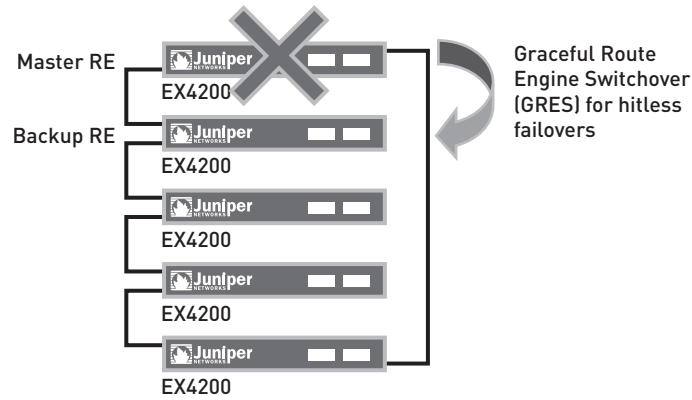 Master RE
Juniper
NETWORKS
EX4200
Graceful Route
Engine Switchover
(GRES) for hitless
failovers
Backup RE
Juniper
NETWORKS
EX4200
Juniper
NETWORKS
EX4200
Juniper
NETWORKS
EX4200
Juniper
NETWORKS
EX4200